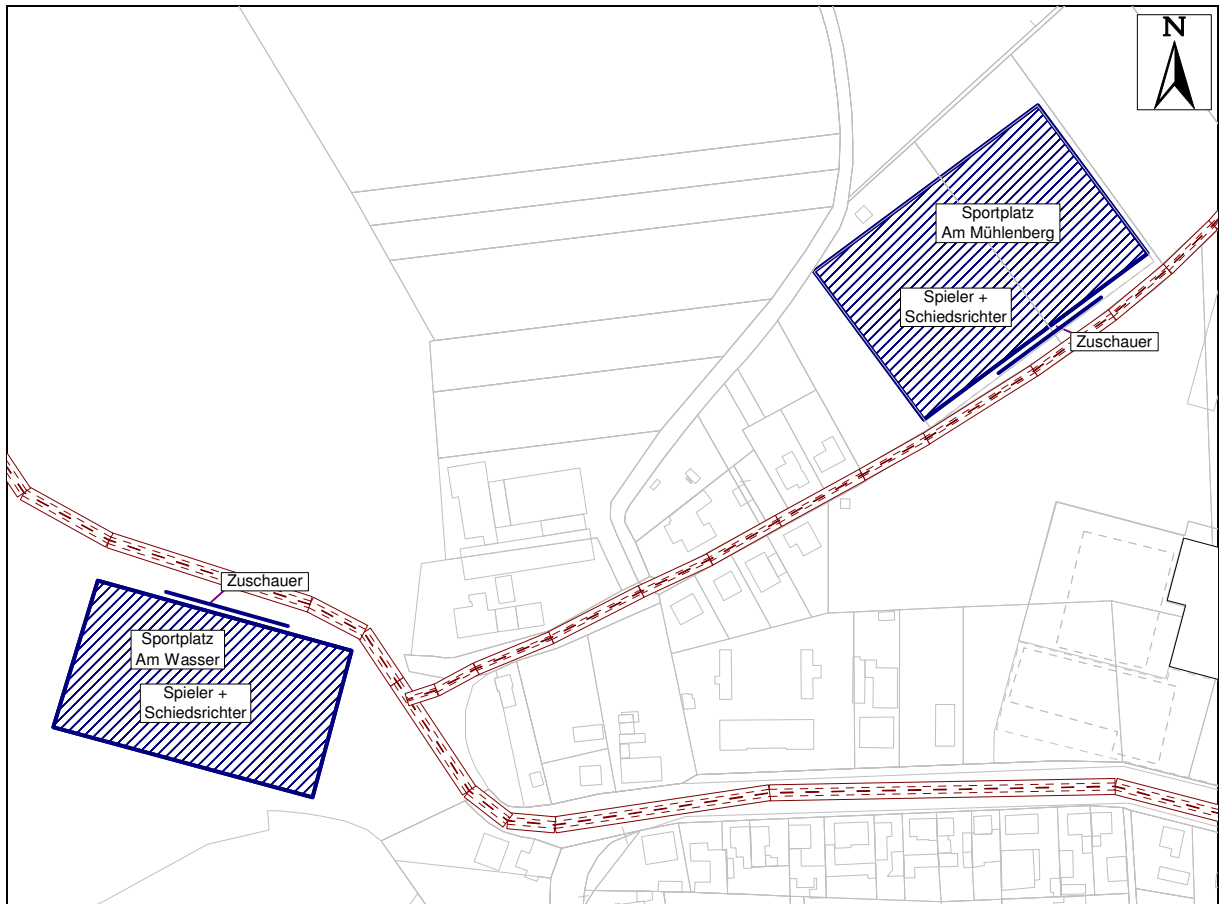 N
Sportplatz
Am Mühlenberg
Spieler +
Schiedsrichter
Zuschauer
Zuschauer
Sportplatz
Am Wasser
Spieler +
Schiedsrichter